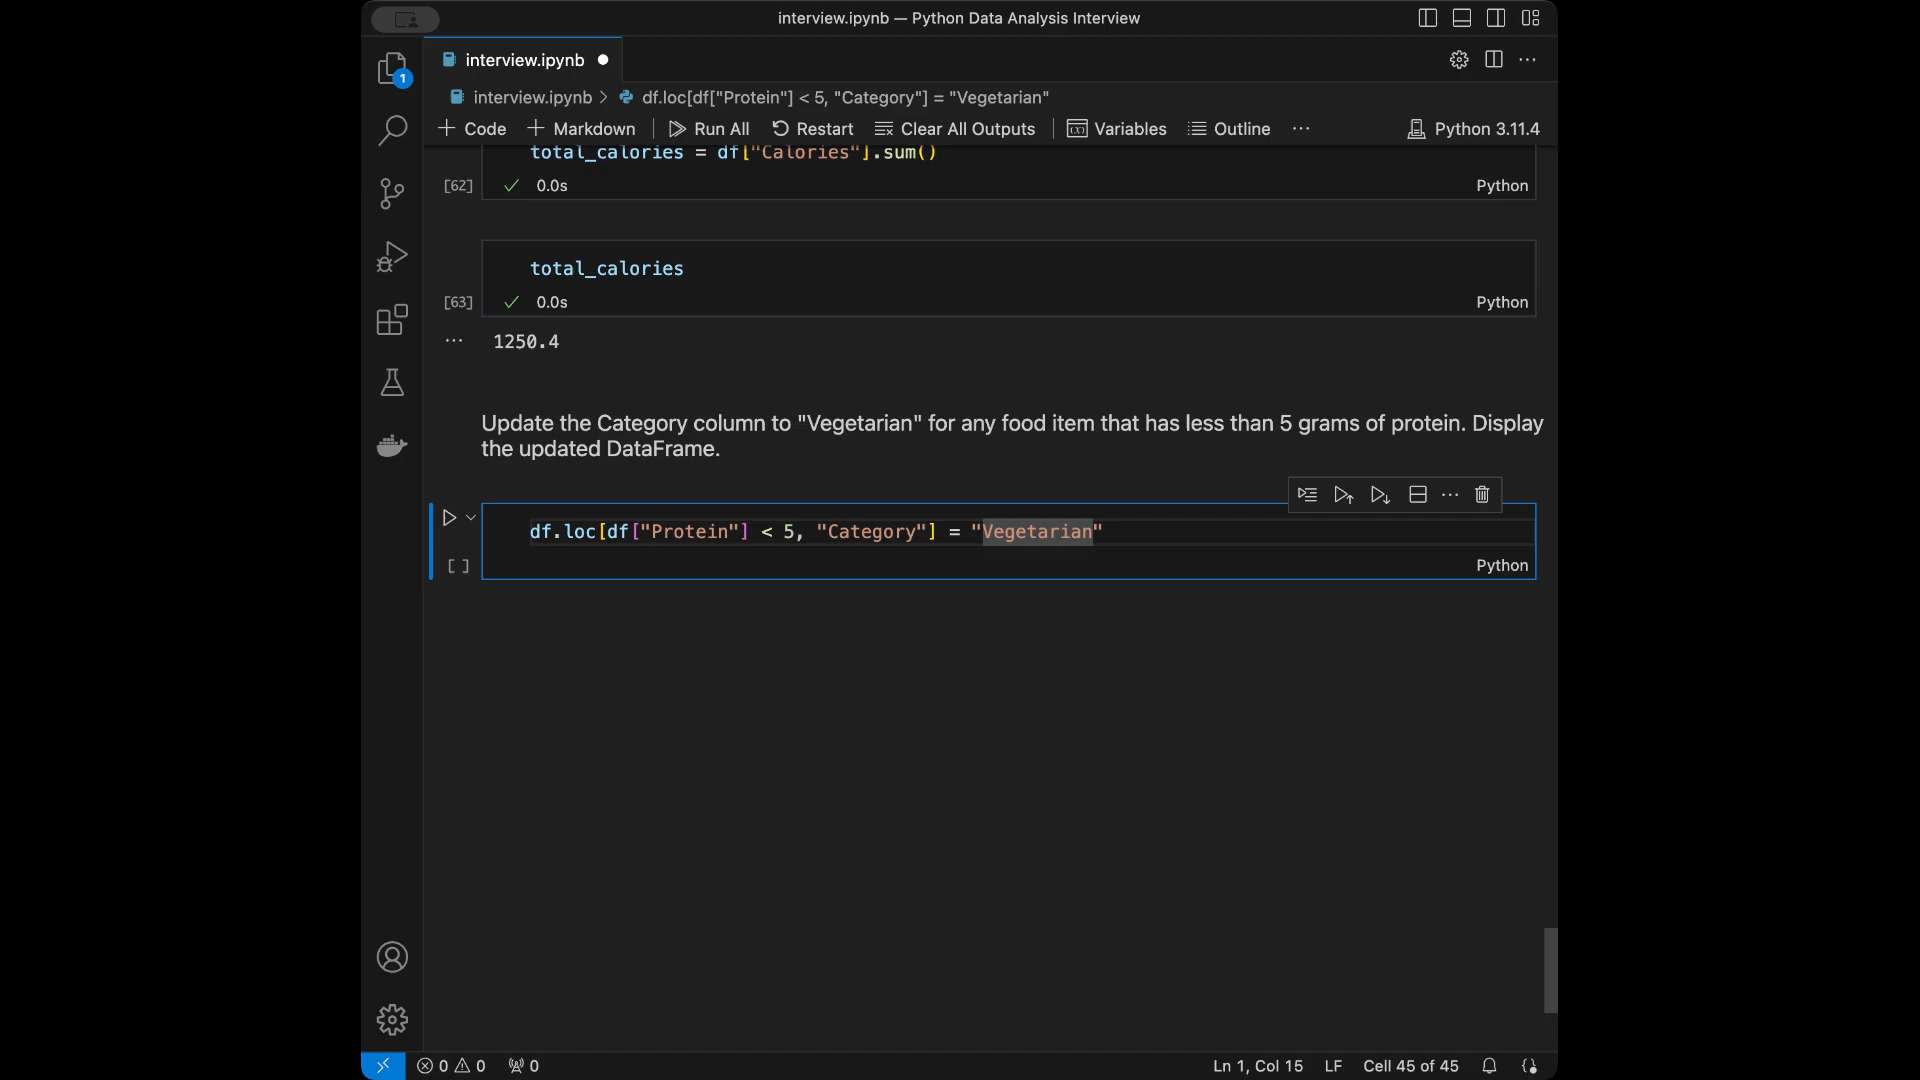 interview.ipynb — Python Data Analysis Interview
interview.ipynb
1
interview.ipynb > df.loc[df["Protein"] < 5, "Category"] = "Vegetarian"
Code Markdown Run All Restart Clear All Outputs Variables Outline ... Python 3.11.4
total_calories = df["Calories"].sum()
[62] 0.0s Python
total_calories
[63] 0.0s Python
... 1250.4
Update the Category column to "Vegetarian" for any food item that has less than 5 grams of protein. Display
the updated DataFrame.
df.loc[df["Protein"] < 5, "Category"] = "Vegetarian"
[ ] Python
0 0 0 Ln 1, Col 15 LF Cell 45 of 45